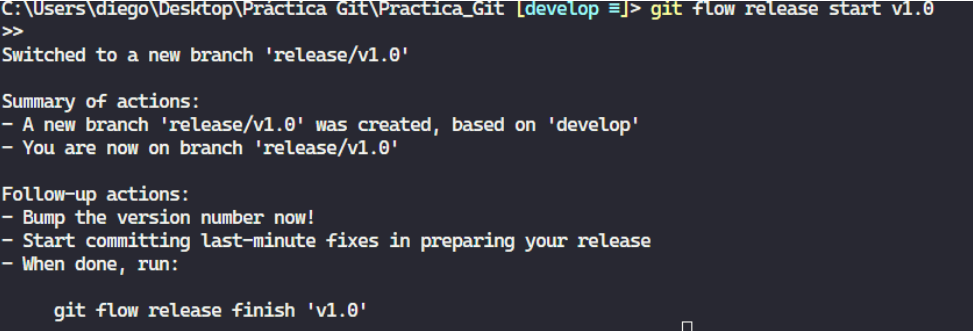 C:\Users\diego\Desktop\Práctica Git\Practica_Git [develop ≡]> git flow release start v1.0
>>
Switched to a new branch 'release/v1.0'
Summary of actions:
- A new branch 'release/v1.0' was created, based on 'develop'
- You are now on branch 'release/v1.0'
Follow-up actions:
- Bump the version number now!
- Start committing last-minute fixes in preparing your release
- When done, run:
git flow release finish 'v1.0'